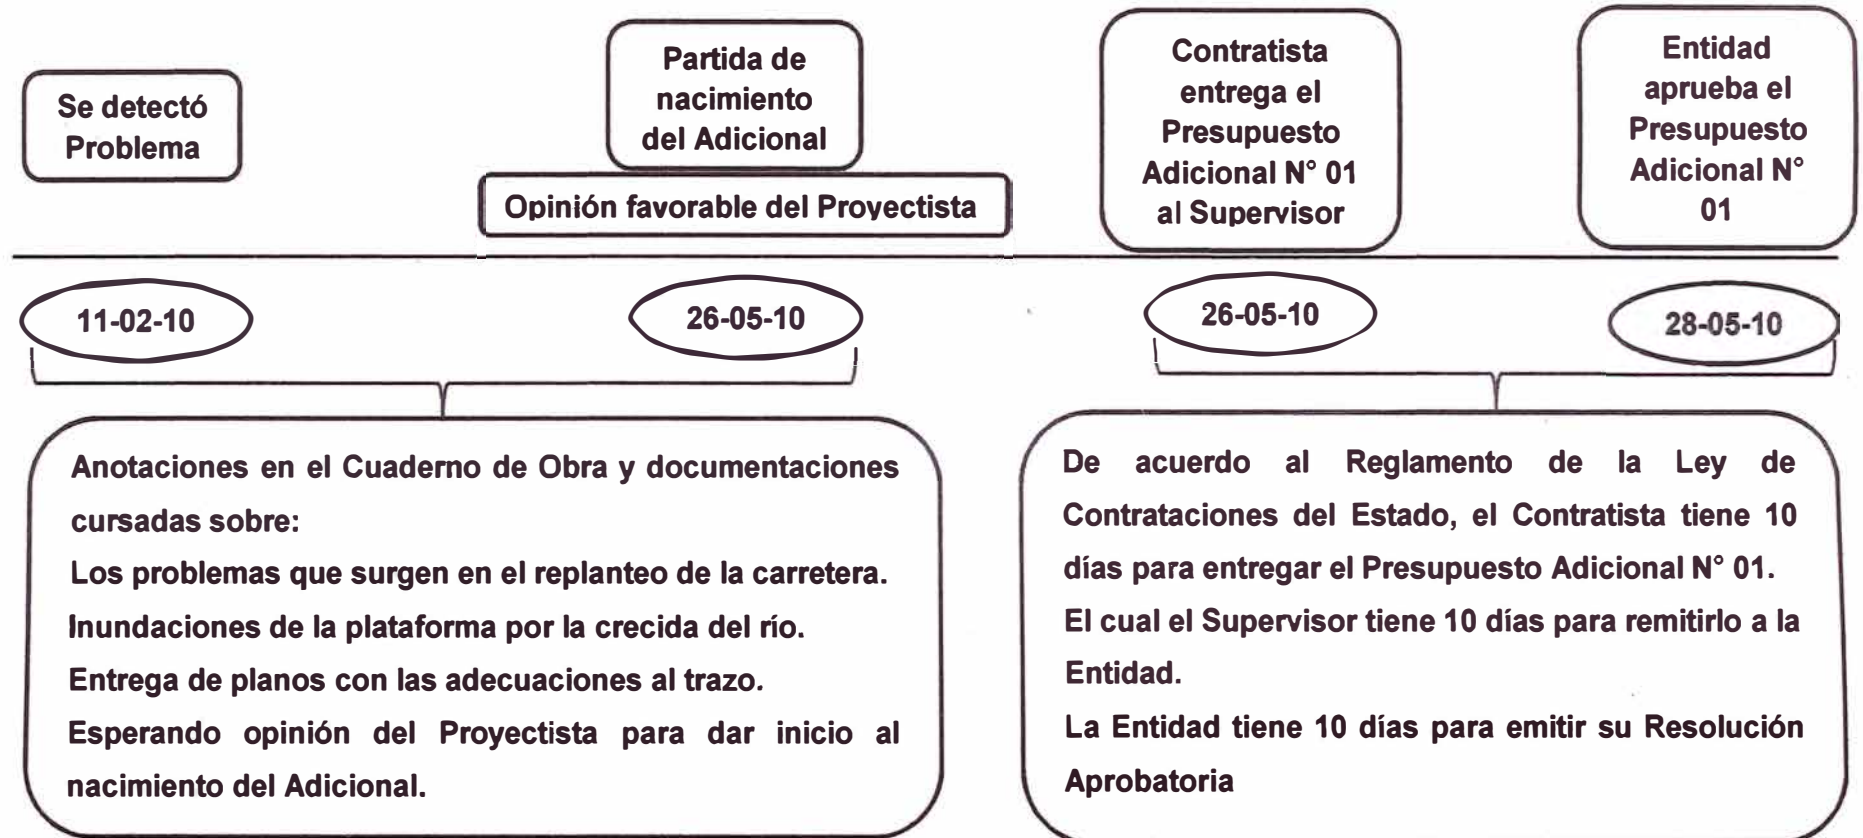 Se detectó
Problema
Partida de
nacimiento
del Adicional
Opinión favorable del Proyectista
Contratista
entrega el
Presupuesto
Adicional N° 01
al Supervisor
Entidad
aprueba el
Presupuesto
Adicional N°
01
11-02-10
26-05-10
26-05-10
28-05-10
Anotaciones en el Cuaderno de Obra y documentaciones
cursadas sobre:
Los problemas que surgen en el replanteo de la carretera.
Inundaciones de la plataforma por la crecida del río.
Entrega de planos con las adecuaciones al trazo.
Esperando opinión del Proyectista para dar inicio al
nacimiento del Adicional.
De acuerdo al Reglamento de la Ley de
Contrataciones del Estado, el Contratista tiene 10
días para entregar el Presupuesto Adicional N° 01.
El cual el Supervisor tiene 10 días para remitirlo a la
Entidad.
La Entidad tiene 10 días para emitir su Resolución
Aprobatoria